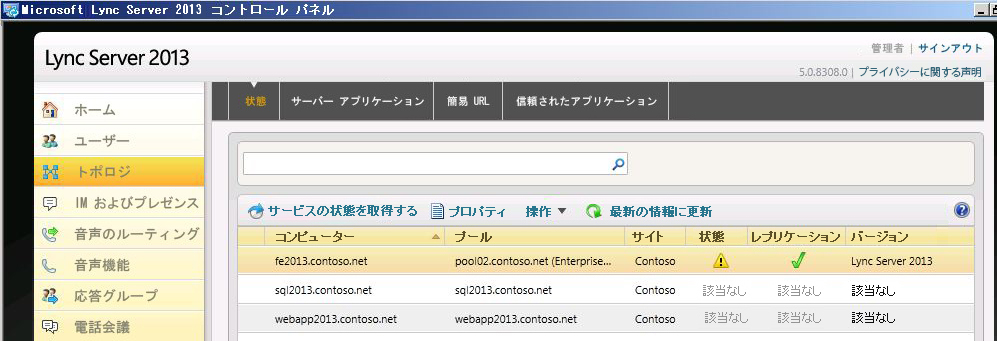 Microsoft Lync Server 2013 コントロール パネル
Lync Server 2013
管理者 | サインアウト
5.0.8308.0 | プライバシーに関する声明
状態 サーバー アプリケーション 簡易 URL 信頼されたアプリケーション
ホーム
ユーザー
トポロジ
IM およびプレゼンス
音声のルーティング
音声機能
応答グループ
電話会議
サービスの状態を取得する プロパティ 操作 最新の情報に更新
コンピューター プール サイト 状態 レプリケーション バージョン
fe2013.contoso.net pool02.contoso.net (Enterprise... Contoso Lync Server 2013
sql2013.contoso.net sql2013.contoso.net Contoso 該当なし 該当なし 該当なし
webapp2013.contoso.net webapp2013.contoso.net Contoso 該当なし 該当なし 該当なし